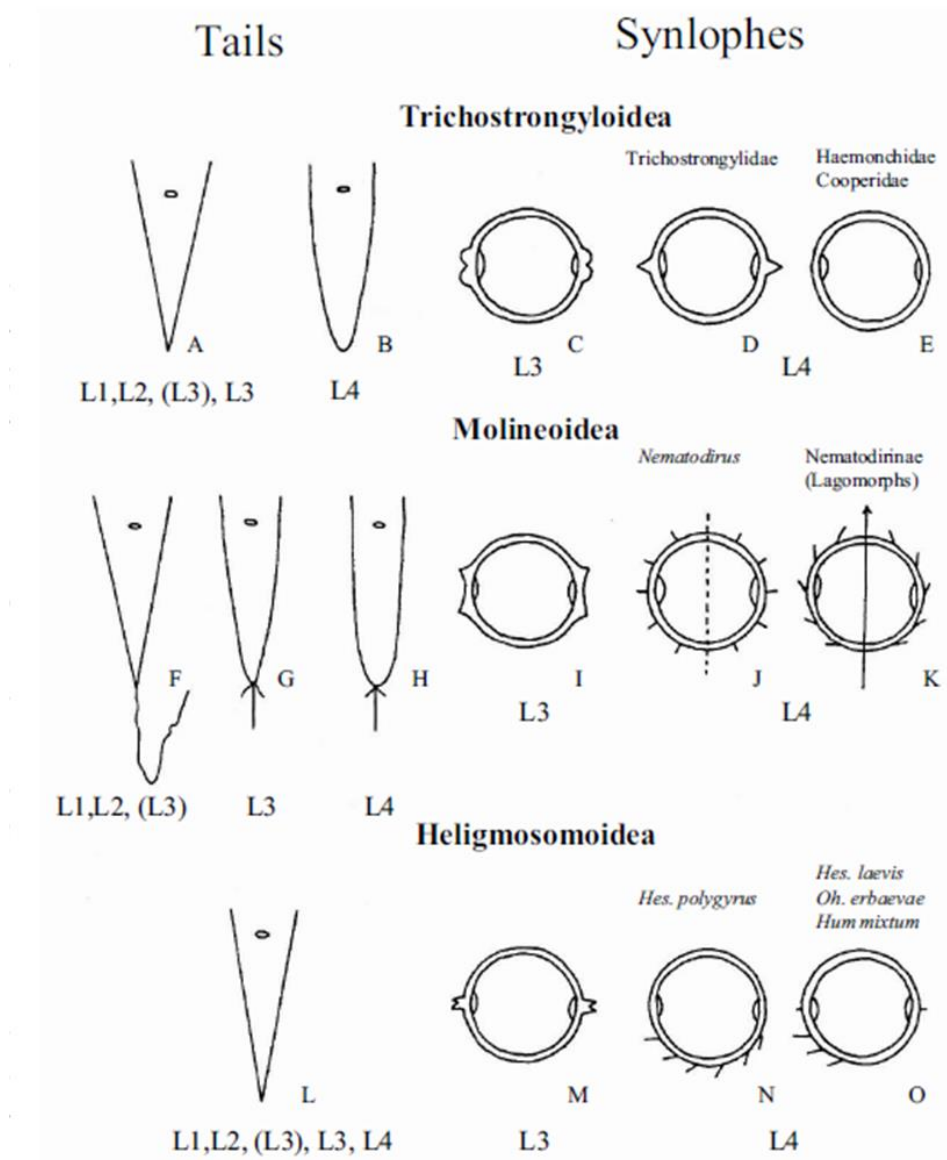 Tails
Synlophes
Trichostrongyloidea
Trichostrongylidae
Haemonchidae
Cooperidae
A
B
C
D
E
L1,L2, (L3), L3
L4
L3
L4
Molineoidea
Nematodirus
Nematodirinae
(Lagomorphs)
F
G
H
I
J
K
L3
L4
L1,L2, (L3)
L3
L4
Heligmosomoidea
Hes. polygyrus
Hes. laevis
Oh. erbaevae
Hum mixtum
L
M
N
O
L1,L2, (L3), L3, L4
L3
L4